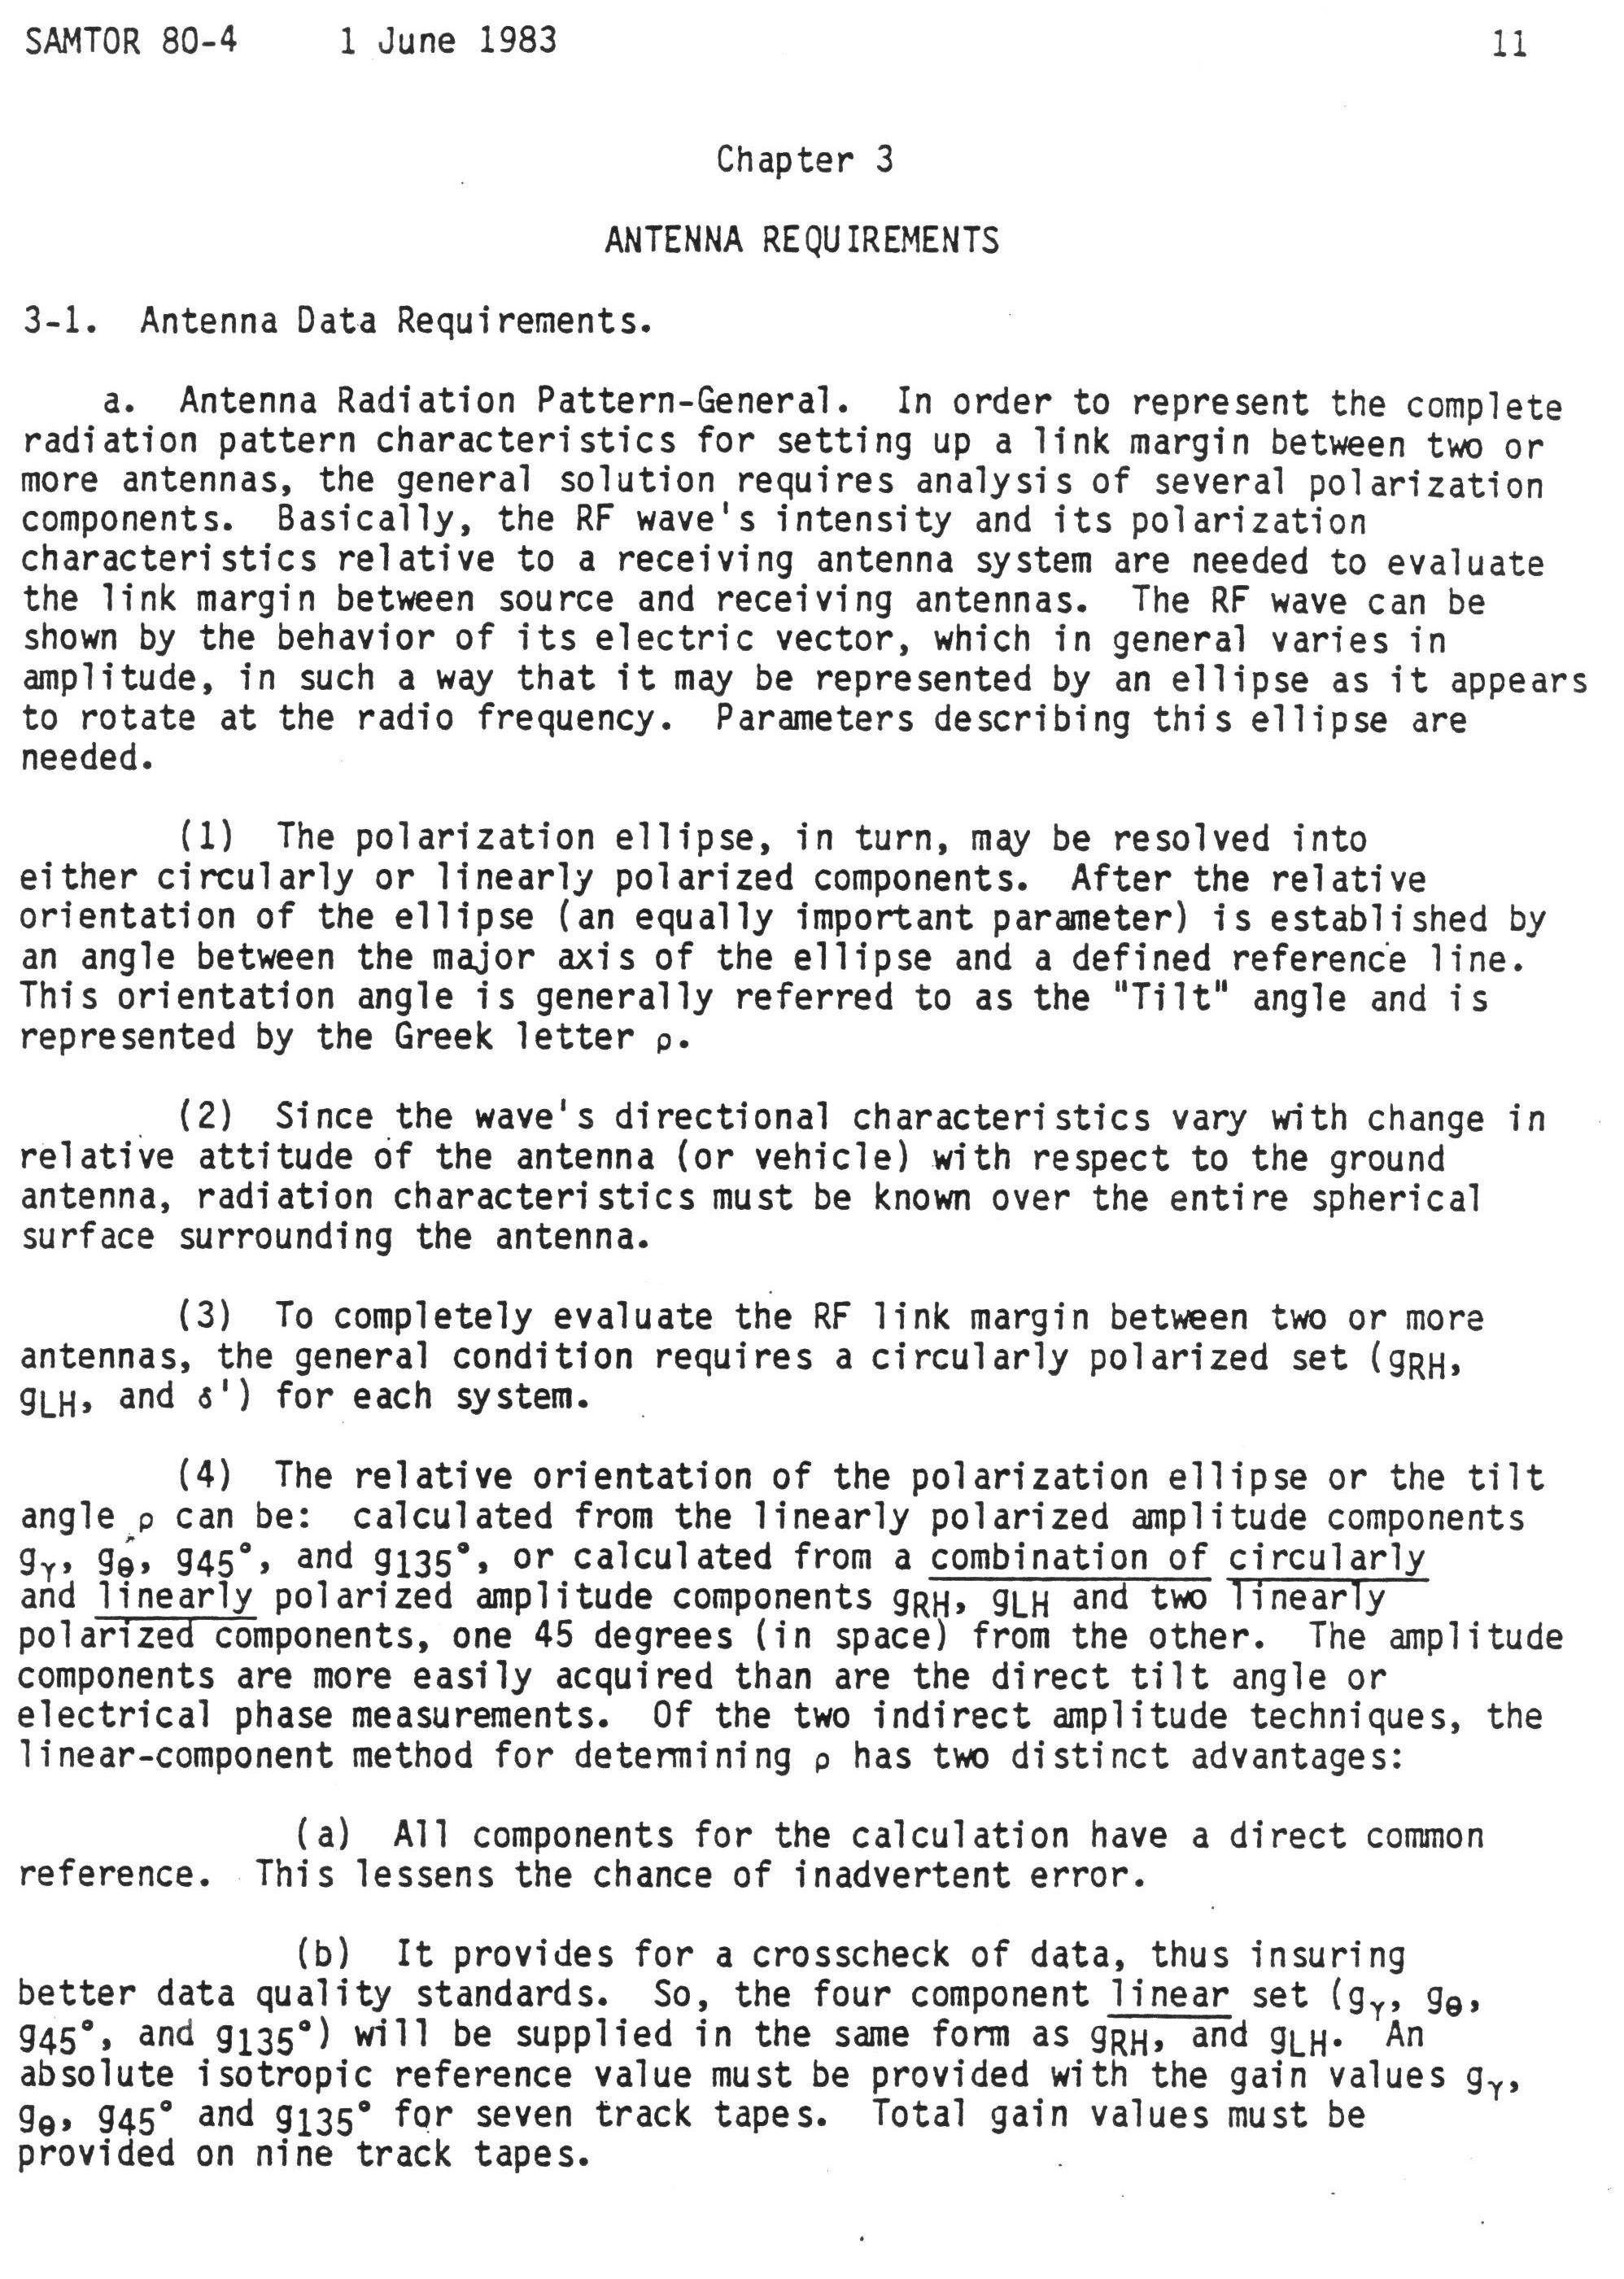 SAMTOR 80-4 1 June 1983 11
Chapter 3
ANTENNA REQUIREMENTS
3-1. Antenna Data Requirements.
a. Antenna Radiation Pattern-General. In order to represent the complete
radiation pattern characteristics for setting up a link margin between two or
more antennas, the general solution requires analysis of several polarization
components. Basically, the RF wave's intensity and its polarization
characteristics relative to a receiving antenna system are needed to evaluate
the link margin between source and receiving antennas. The RF wave can be
shown by the behavior of its electric vector, which in general varies in
amplitude, in such a way that it may be represented by an ellipse as it appears
to rotate at the radio frequency. Parameters describing this ellipse are
needed.
(1) The polarization ellipse, in turn, may be resolved into
either circularly or linearly polarized components. After the relative
orientation of the ellipse (an equally important parameter) is established by
an angle between the major axis of the ellipse and a defined reference line.
This orientation angle is generally referred to as the "Tilt" angle and is
represented by the Greek letter ρ.
(2) Since the wave's directional characteristics vary with change in
relative attitude of the antenna (or vehicle) with respect to the ground
antenna, radiation characteristics must be known over the entire spherical
surface surrounding the antenna.
(3) To completely evaluate the RF link margin between two or more
antennas, the general condition requires a circularly polarized set (gRH,
gLH, and δ') for each system.
(4) The relative orientation of the polarization ellipse or the tilt
angle ρ can be: calculated from the linearly polarized amplitude components
gγ, gθ, g45°, and g135°, or calculated from a combination of circularly
and linearly polarized amplitude components gRH, gLH and two linearly
polarized components, one 45 degrees (in space) from the other. The amplitude
components are more easily acquired than are the direct tilt angle or
electrical phase measurements. Of the two indirect amplitude techniques, the
linear-component method for determining ρ has two distinct advantages:
(a) All components for the calculation have a direct common
reference. This lessens the chance of inadvertent error.
(b) It provides for a crosscheck of data, thus insuring
better data quality standards. So, the four component linear set (gγ, gθ,
g45°, and g135°) will be supplied in the same form as gRH, and gLH. An
absolute isotropic reference value must be provided with the gain values gγ,
gθ, g45° and g135° for seven track tapes. Total gain values must be
provided on nine track tapes.